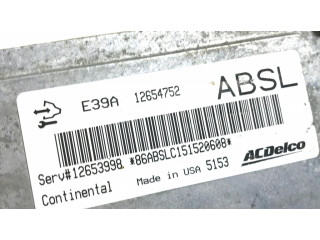 E39A 12654752 ABSL
*86ABSLC151520608*
Serv#12653998
Continental Made in USA 5153 ACDelco